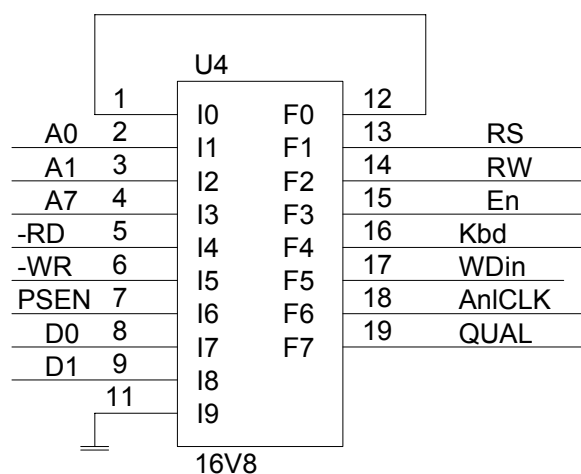 U4
1 I0 F0 12
A0 2 I1 F1 13 RS
A1 3 I2 F2 14 RW
A7 4 I3 F3 15 En
-RD 5 I4 F4 16 Kbd
-WR 6 I5 F5 17 WDin
PSEN 7 I6 F6 18 AnlCLK
D0 8 I7 F7 19 QUAL
D1 9 I8
11 I9
16V8